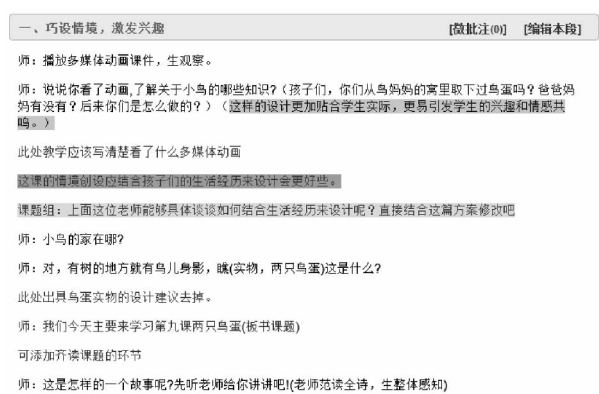 一、巧设情境，激发兴趣 [做批注(0)] [编辑本段]
师：播放多媒体动画课件，生观察。
师：说说你看了动画,了解关于小鸟的哪些知识?（孩子们，你们从鸟妈妈的窝里取下过鸟蛋吗？爸爸妈
妈有没有？后来你们是怎么做的？）（这样的设计更加贴合学生实际，更易引发学生的兴趣和情感共
鸣。）
此处教学应该写清楚看了什么多媒体动画
这课的情境创设应结合孩子们的生活经历来设计会更好些。
课题组：上面这位老师能够具体谈谈如何结合生活经历来设计呢？直接结合这篇方案修改吧
师：小鸟的家在哪?
师：对，有树的地方就有鸟儿身影，瞧(实物，两只鸟蛋)这是什么?
此处出具鸟蛋实物的设计建议去掉。
师：我们今天主要来学习第九课两只鸟蛋(板书课题)
可添加齐读课题的环节
师：这是怎样的一个故事呢?先听老师给你讲讲吧!(老师范读全诗，生整体感知)